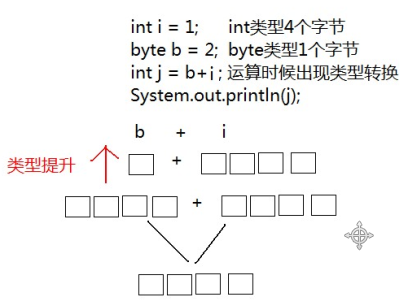 int i = 1; int类型4个字节
byte b = 2; byte类型1个字节
int j = b+i; 运算时候出现类型转换
System.out.println(j);
b + i
类型提升
+
+